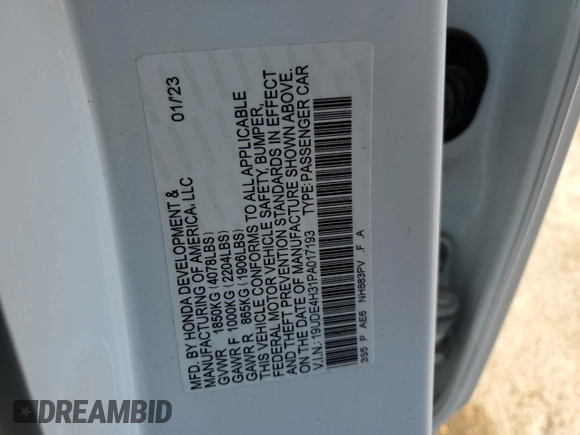 MFD. BY HONDA DEVELOPMENT & 01/23
MANUFACTURING OF AMERICA, LLC
GVWR 1850KG (4078LBS)
GAWR F 1000KG (2204LBS)
GAWR R 865KG (1906LBS)
THIS VEHICLE CONFORMS TO ALL APPLICABLE
FEDERAL MOTOR VEHICLE SAFETY, BUMPER,
AND THEFT PREVENTION STANDARDS IN EFFECT
ON THE DATE OF MANUFACTURE SHOWN ABOVE.
V.I.N.: 19UDE4H31PA017193 TYPE:PASSENGER CAR
3S5 P AE6 NH883PV F A
DREAMBID